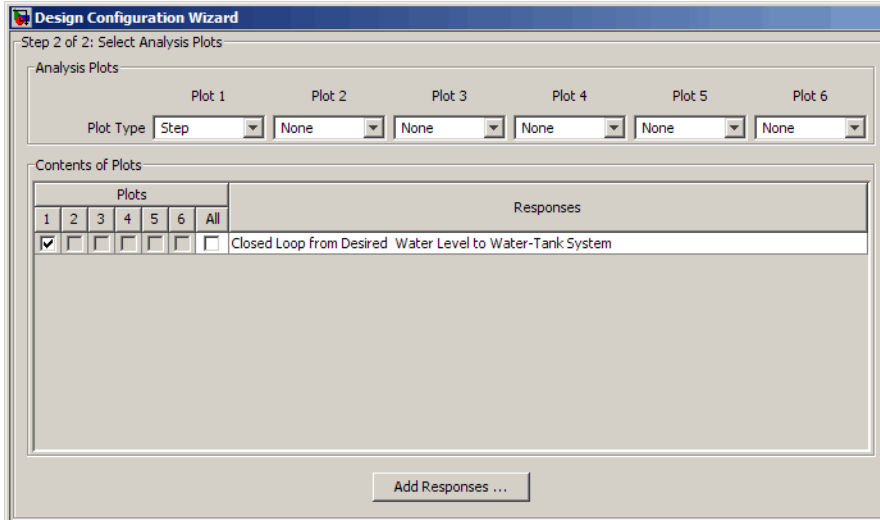 Design Configuration Wizard
Step 2 of 2: Select Analysis Plots
Analysis Plots
Plot 1 Plot 2 Plot 3 Plot 4 Plot 5 Plot 6
Plot Type Step None None None None None
Contents of Plots
Plots
Responses
1 2 3 4 5 6 All
Closed Loop from Desired Water Level to Water-Tank System
Add Responses ...